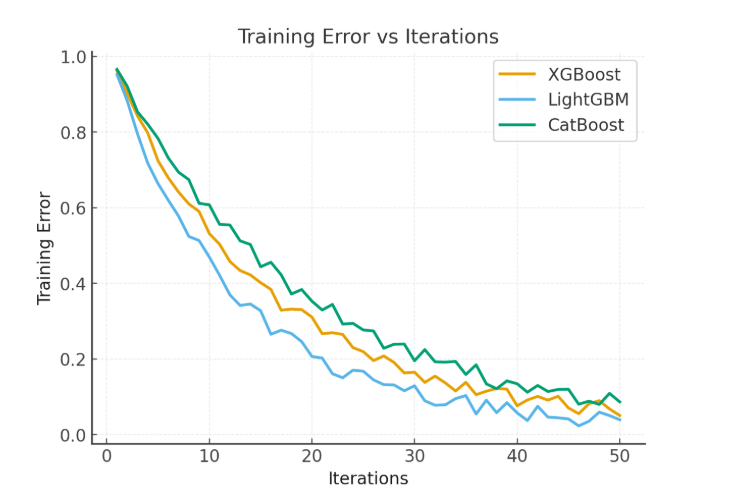 Training Error vs Iterations
XGBoost
LightGBM
CatBoost
Training Error
1.0
0.8
0.6
0.4
0.2
0.0
0 10 20 30 40 50
Iterations